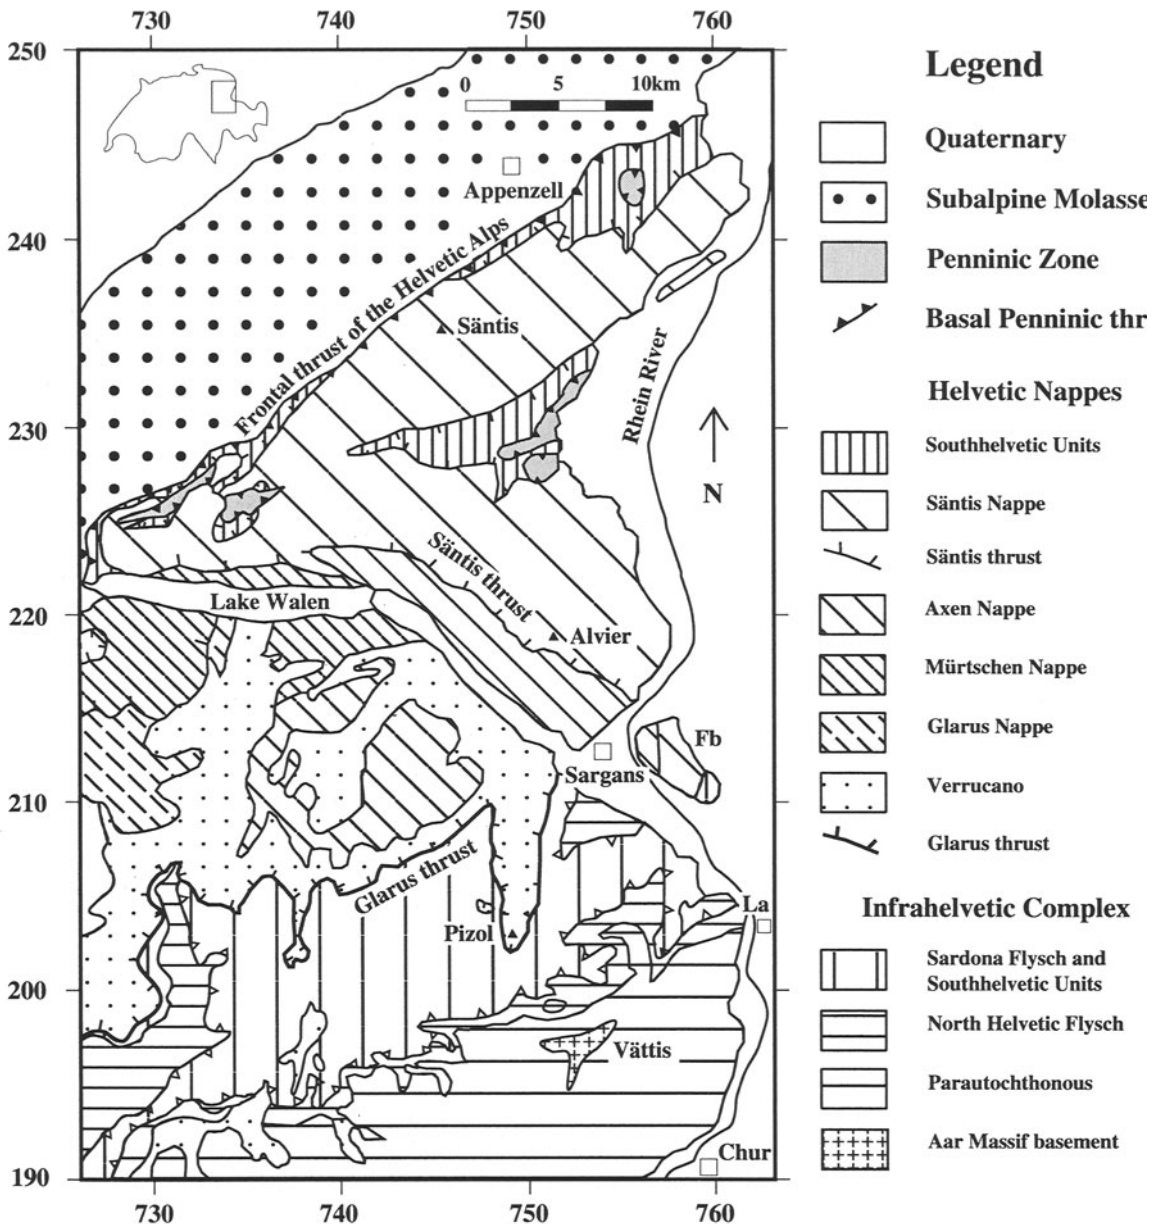 730
750
760
740
250
240
230
220
210
200
190
0
5
10km
Appenzell
Frontal thrust of the Helvetic Alps
Säntis
Rhein River
N
Säntis thrust
Lake Walen
Alvier
Fb
Sargans
Glarus thrust
La
Pizol
Vättis
Chur
730
740
750
760
Legend
Quaternary
Subalpine Molasse
Penninic Zone
Basal Penninic thr
Helvetic Nappes
Southhelvetic Units
Säntis Nappe
Säntis thrust
Axen Nappe
Mürtschen Nappe
Glarus Nappe
Verrucano
Glarus thrust
Infrahelvetic Complex
Sardona Flysch and
Southhelvetic Units
North Helvetic Flysch
Parautochthonous
Aar Massif basement